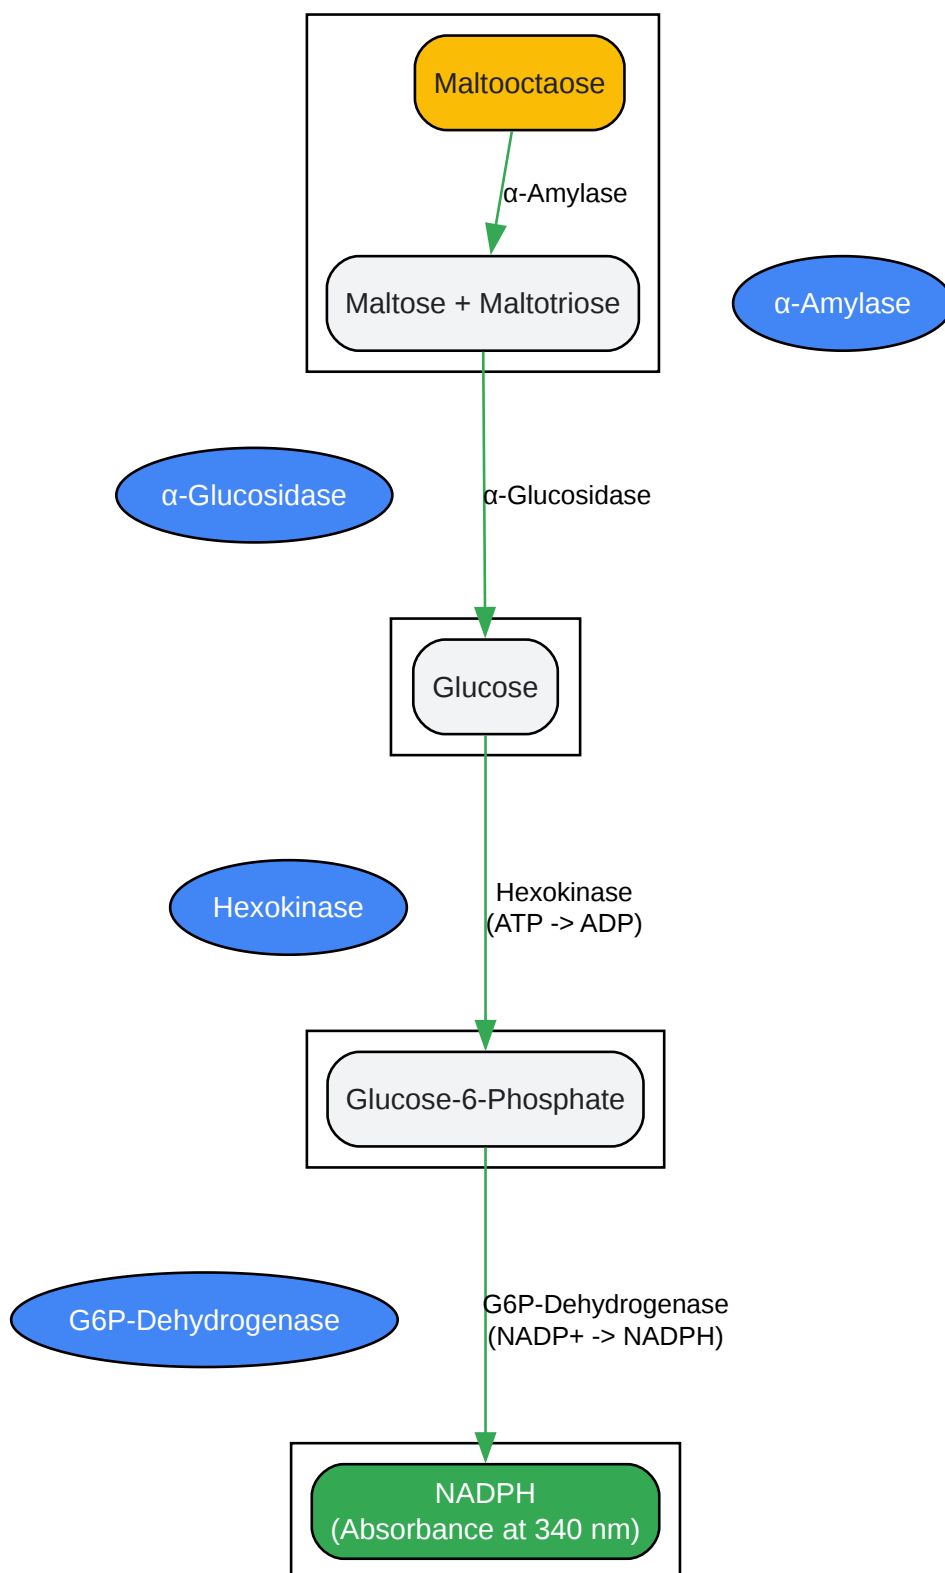 Maltooctaose
α-Amylase
Maltose + Maltotriose
α-Amylase
α-Glucosidase
α-Glucosidase
Glucose
Hexokinase
Hexokinase
(ATP -> ADP)
Glucose-6-Phosphate
G6P-Dehydrogenase
G6P-Dehydrogenase
(NADP+ -> NADPH)
NADPH
(Absorbance at 340 nm)